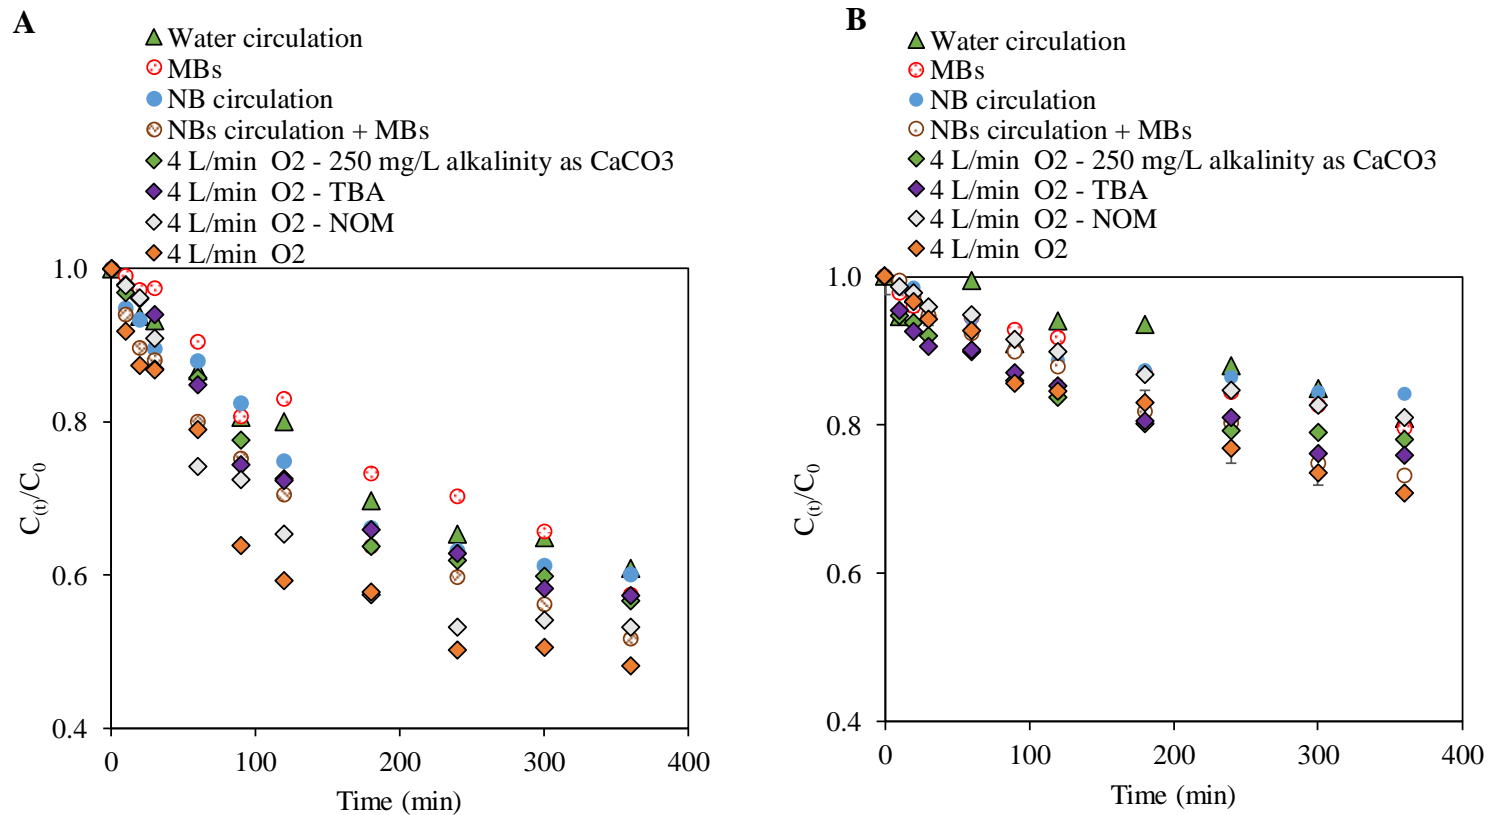 A
Water circulation
MBs
NB circulation
NBs circulation + MBs
4 L/min O2 - 250 mg/L alkalinity as CaCO3
4 L/min O2 - TBA
4 L/min O2 - NOM
4 L/min O2
1.0
0.8
0.6
0.4
C(t)/C0
0 100 200 300 400
Time (min)
B
Water circulation
MBs
NB circulation
NBs circulation + MBs
4 L/min O2 - 250 mg/L alkalinity as CaCO3
4 L/min O2 - TBA
4 L/min O2 - NOM
4 L/min O2
1.0
0.8
0.6
0.4
C(t)/C0
0 100 200 300 400
Time (min)